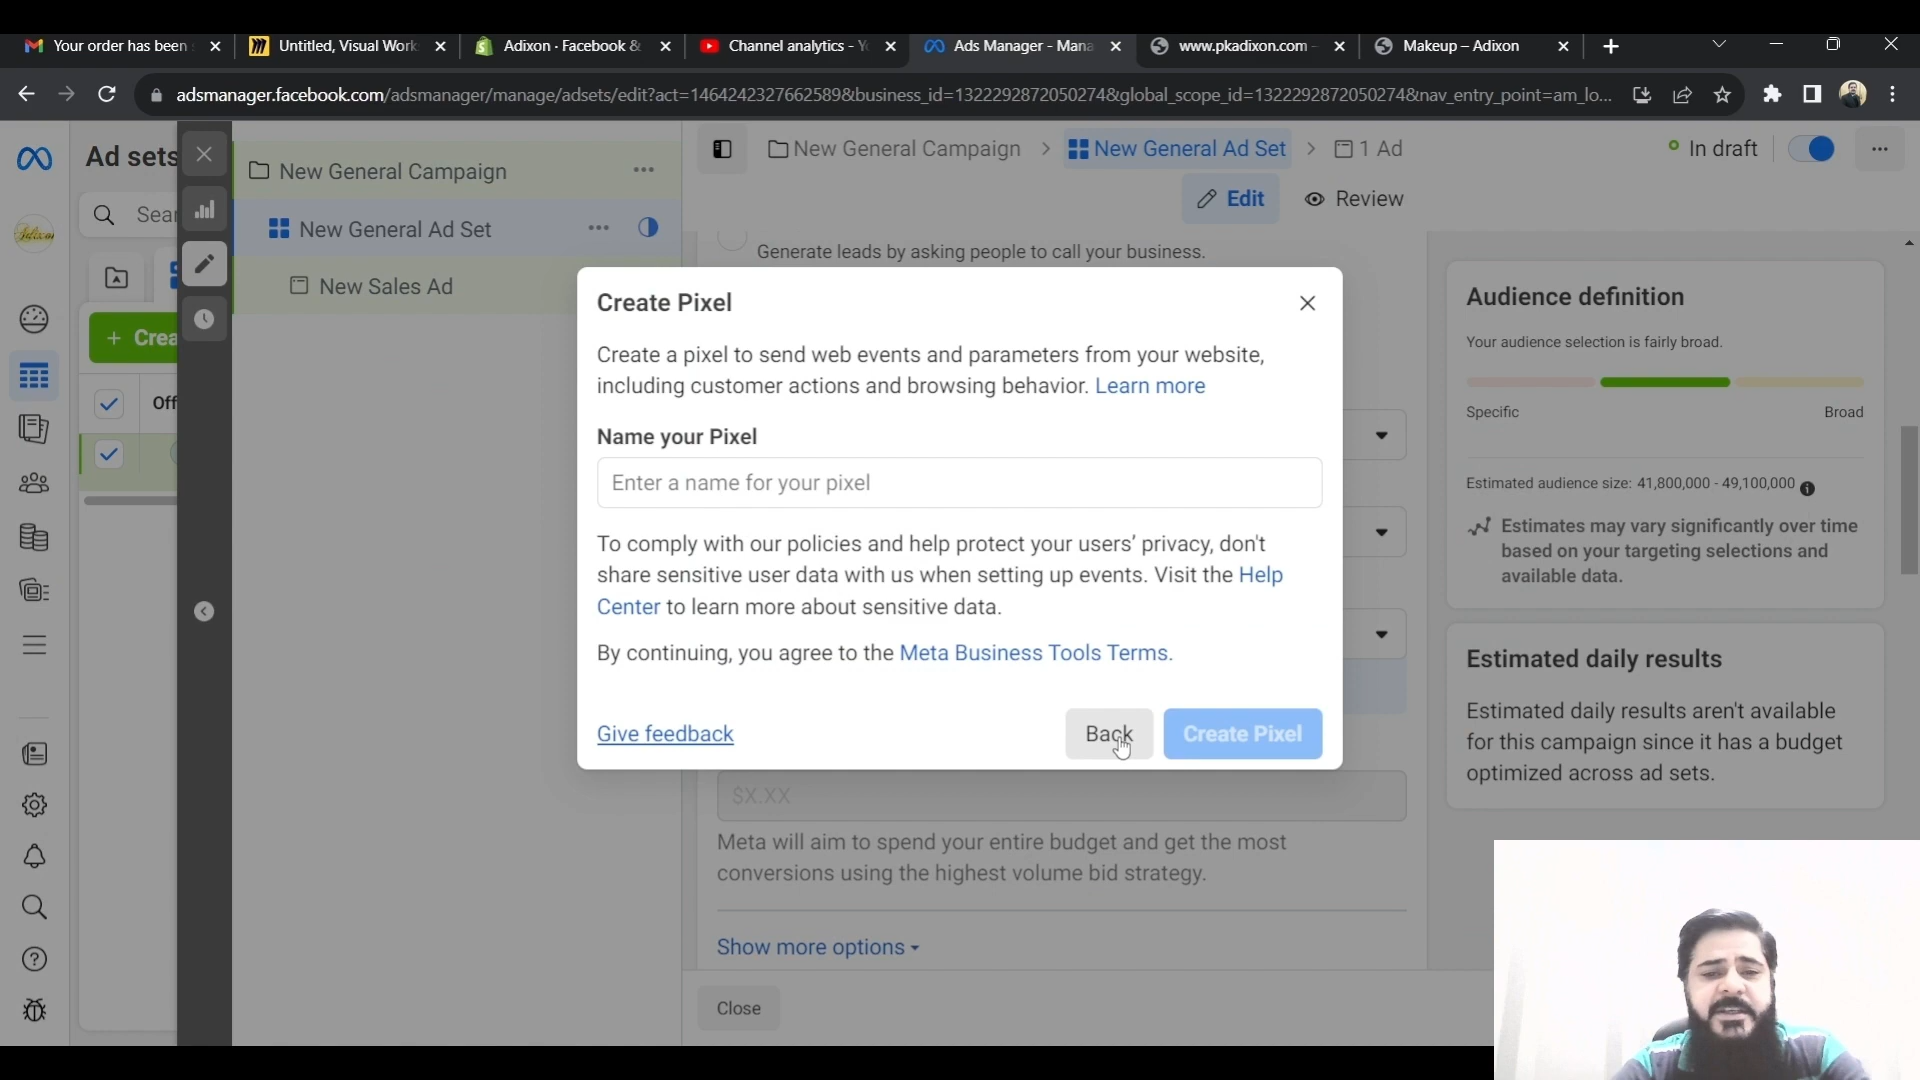 Your order has been
Untitled, Visual Work
Adixon · Facebook &
Channel analytics - Y
Ads Manager - Mana
www.pkadixon.com
Makeup – Adixon
adsmanager.facebook.com/adsmanager/manage/adsets/edit?act=1464242327662589&business_id=1322292872050274&global_scope_id=1322292872050274&nav_entry_point=am_lo...
Ad sets
New General Campaign
New General Campaign
New General Ad Set
1 Ad
In draft
Sear
New General Ad Set
Edit
Review
New Sales Ad
Generate leads by asking people to call your business.
+ Crea
Off
Create Pixel
Create a pixel to send web events and parameters from your website,
including customer actions and browsing behavior. Learn more
Name your Pixel
Enter a name for your pixel
To comply with our policies and help protect your users' privacy, don't
share sensitive user data with us when setting up events. Visit the Help
Center to learn more about sensitive data.
By continuing, you agree to the Meta Business Tools Terms.
Give feedback
Back
Create Pixel
Audience definition
Your audience selection is fairly broad.
Specific
Broad
Estimated audience size: 41,800,000 - 49,100,000
Estimates may vary significantly over time
based on your targeting selections and
available data.
Estimated daily results
Estimated daily results aren't available
for this campaign since it has a budget
optimized across ad sets.
$X.XX
Meta will aim to spend your entire budget and get the most
conversions using the highest volume bid strategy.
Show more options
Close